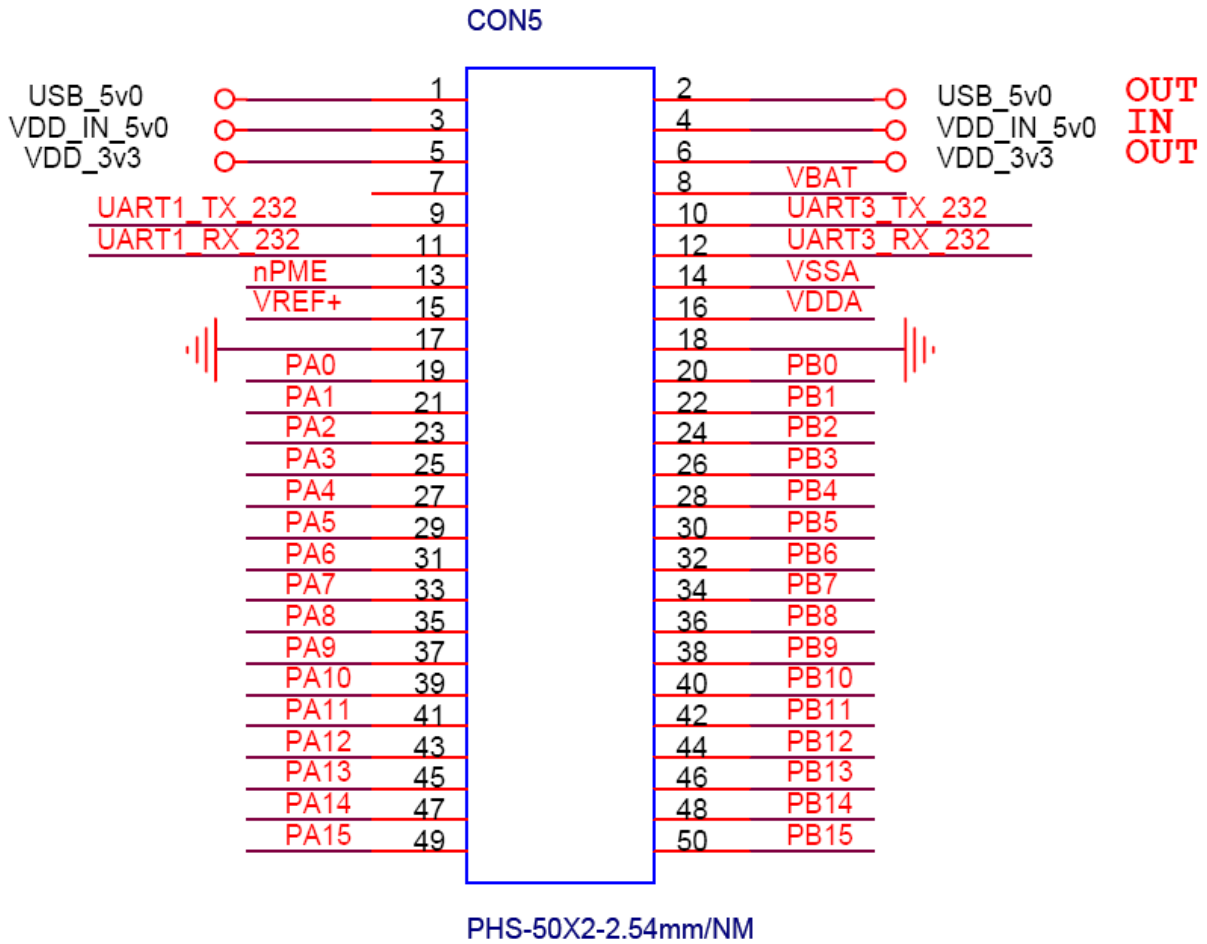 CON5
USB_5v0 1 2 USB_5v0 OUT
VDD_IN_5v0 3 4 VDD_IN_5v0 IN
VDD_3v3 5 6 VDD_3v3 OUT
7 8 VBAT
UART1_TX_232 9 10 UART3_TX_232
UART1_RX_232 11 12 UART3_RX_232
nPME 13 14 VSSA
VREF+ 15 16 VDDA
17 18
PA0 19 20 PB0
PA1 21 22 PB1
PA2 23 24 PB2
PA3 25 26 PB3
PA4 27 28 PB4
PA5 29 30 PB5
PA6 31 32 PB6
PA7 33 34 PB7
PA8 35 36 PB8
PA9 37 38 PB9
PA10 39 40 PB10
PA11 41 42 PB11
PA12 43 44 PB12
PA13 45 46 PB13
PA14 47 48 PB14
PA15 49 50 PB15
PHS-50X2-2.54mm/NM